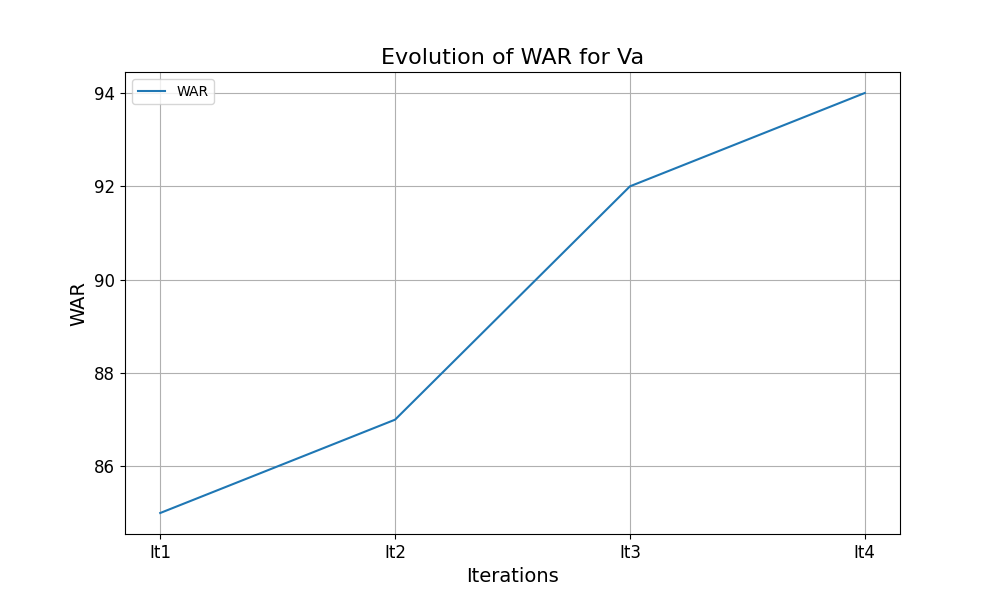 Evolution of WAR for Va
WAR
94
92
90
88
86
WAR
It1 It2 It3 It4
Iterations